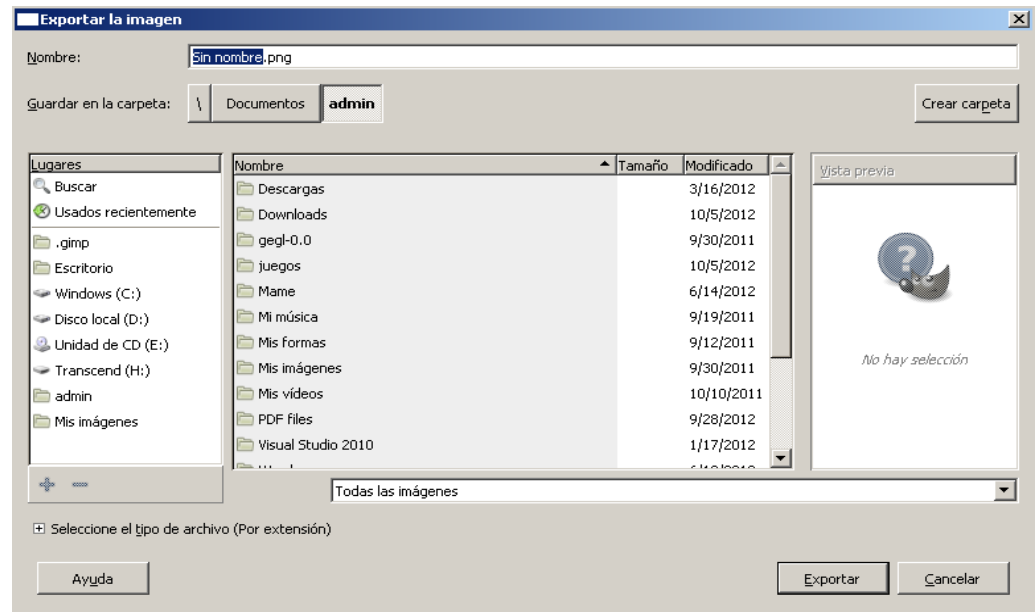 Exportar la imagen
Nombre: Sin nombre.png
Guardar en la carpeta: \ Documentos admin Crear carpeta
Lugares
Buscar
Usados recientemente
.gimp
Escritorio
Windows (C:)
Disco local (D:)
Unidad de CD (E:)
Transcend (H:)
admin
Mis imágenes
Nombre Tamaño Modificado
Descargas 3/16/2012
Downloads 10/5/2012
gegl-0.0 9/30/2011
juegos 10/5/2012
Mame 6/14/2012
Mi música 9/19/2011
Mis formas 9/12/2011
Mis imágenes 9/30/2011
Mis vídeos 10/10/2011
PDF files 9/28/2012
Visual Studio 2010 1/17/2012
Vista previa
No hay selección
Todas las imágenes
Seleccione el tipo de archivo (Por extensión)
Ayuda Exportar Cancelar